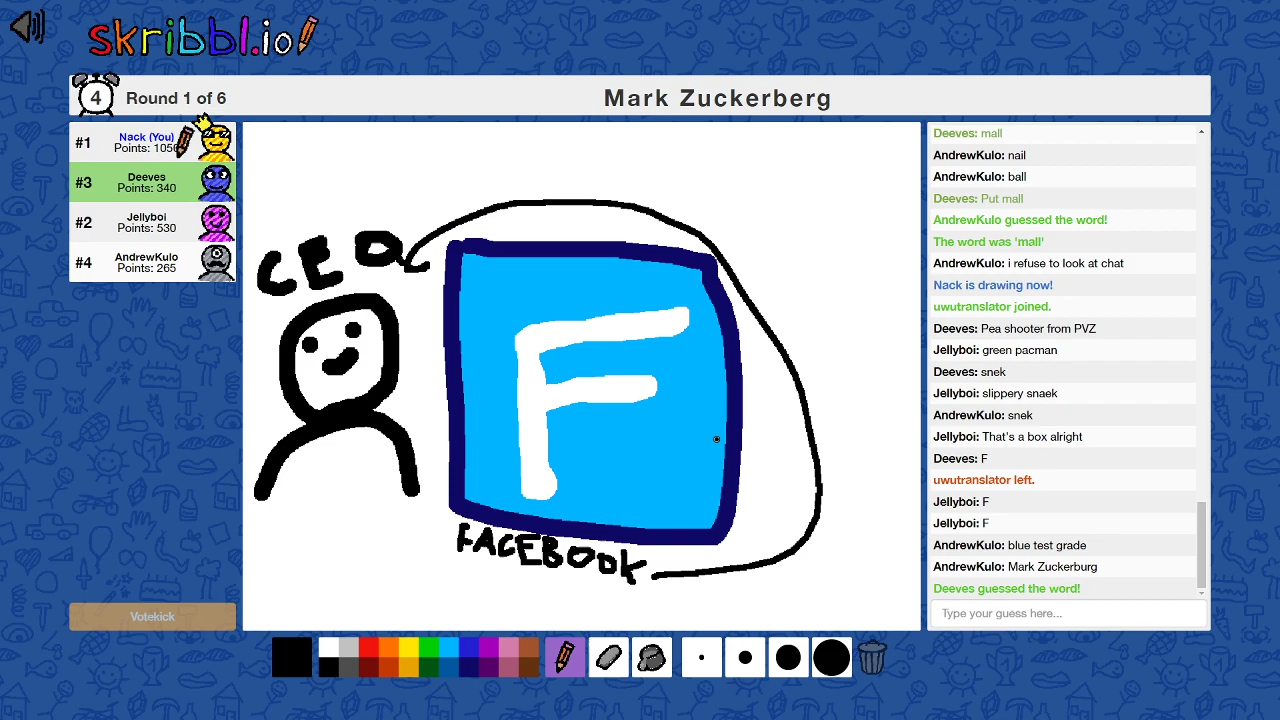 skribbl.io
4
Round 1 of 6
Mark Zuckerberg
#1
Nack (You)
Points: 1056
#3
Deeves
Points: 340
#2
Jellyboi
Points: 530
#4
AndrewKulo
Points: 265
Votekick
CEO
F
FACEBOOK
Deeves: mall
AndrewKulo: nail
AndrewKulo: ball
Deeves: Put mall
AndrewKulo guessed the word!
The word was 'mall'
AndrewKulo: i refuse to look at chat
Nack is drawing now!
uwutranslator joined.
Deeves: Pea shooter from PVZ
Jellyboi: green pacman
Deeves: snek
Jellyboi: slippery snaek
AndrewKulo: snek
Jellyboi: That's a box alright
Deeves: F
uwutranslator left.
Jellyboi: F
Jellyboi: F
AndrewKulo: blue test grade
AndrewKulo: Mark Zuckerburg
Deeves guessed the word!
Type your guess here...